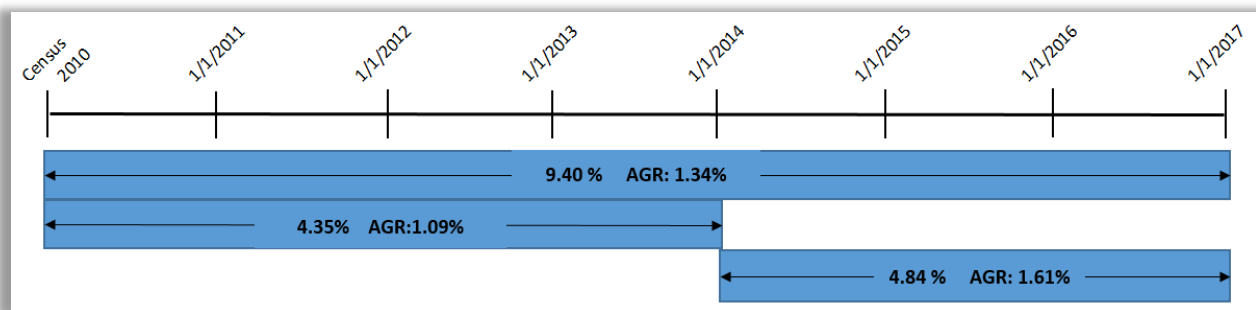 Census 2010
1/1/2011
1/1/2012
1/1/2013
1/1/2014
1/1/2015
1/1/2016
1/1/2017
9.40 % AGR: 1.34%
4.35% AGR:1.09%
4.84 % AGR: 1.61%